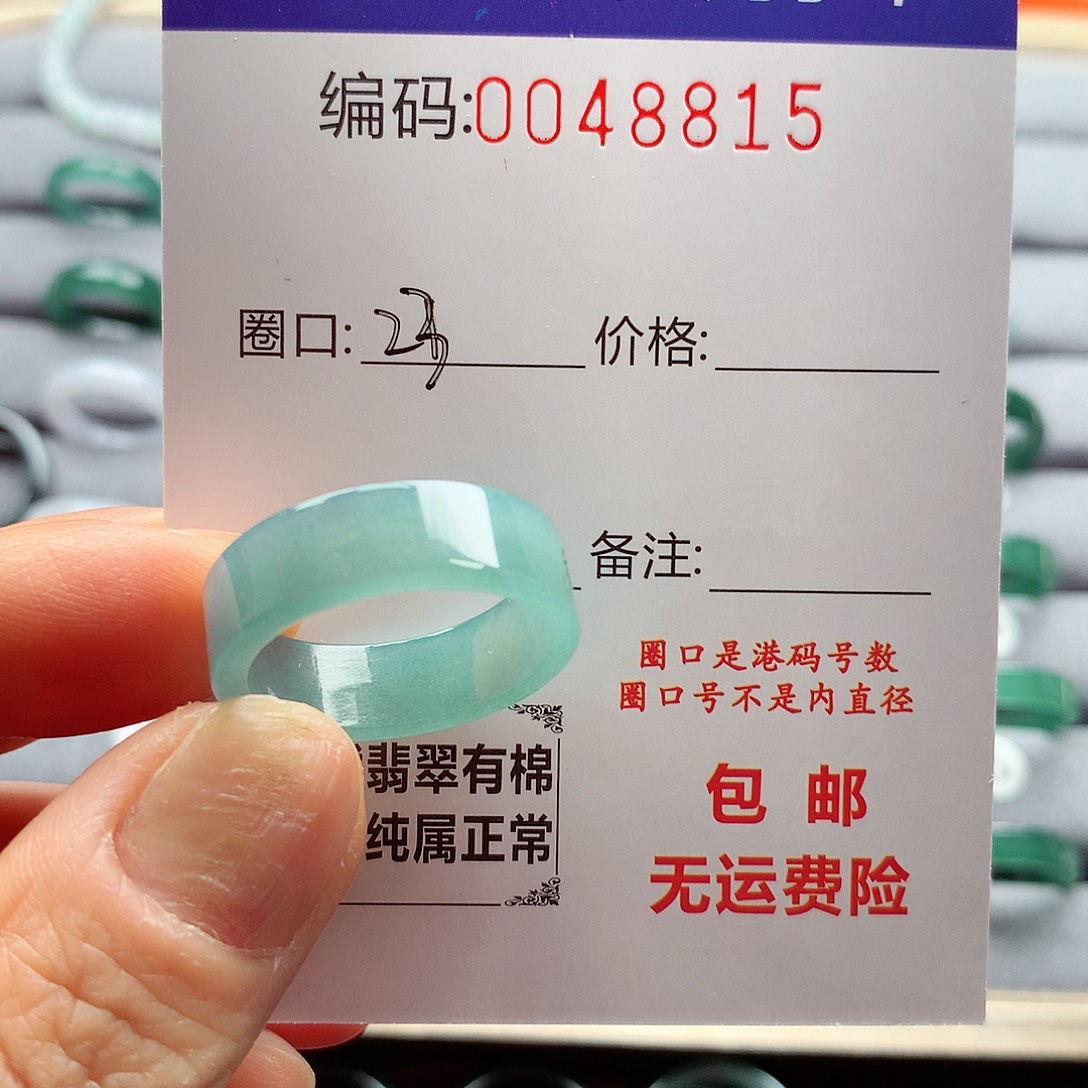 编码:0048815
圈口:
价格:
备注:
圈口是港码号数
圈口号不是内直径
翡翠有棉
纯属正常
包邮
无运费险